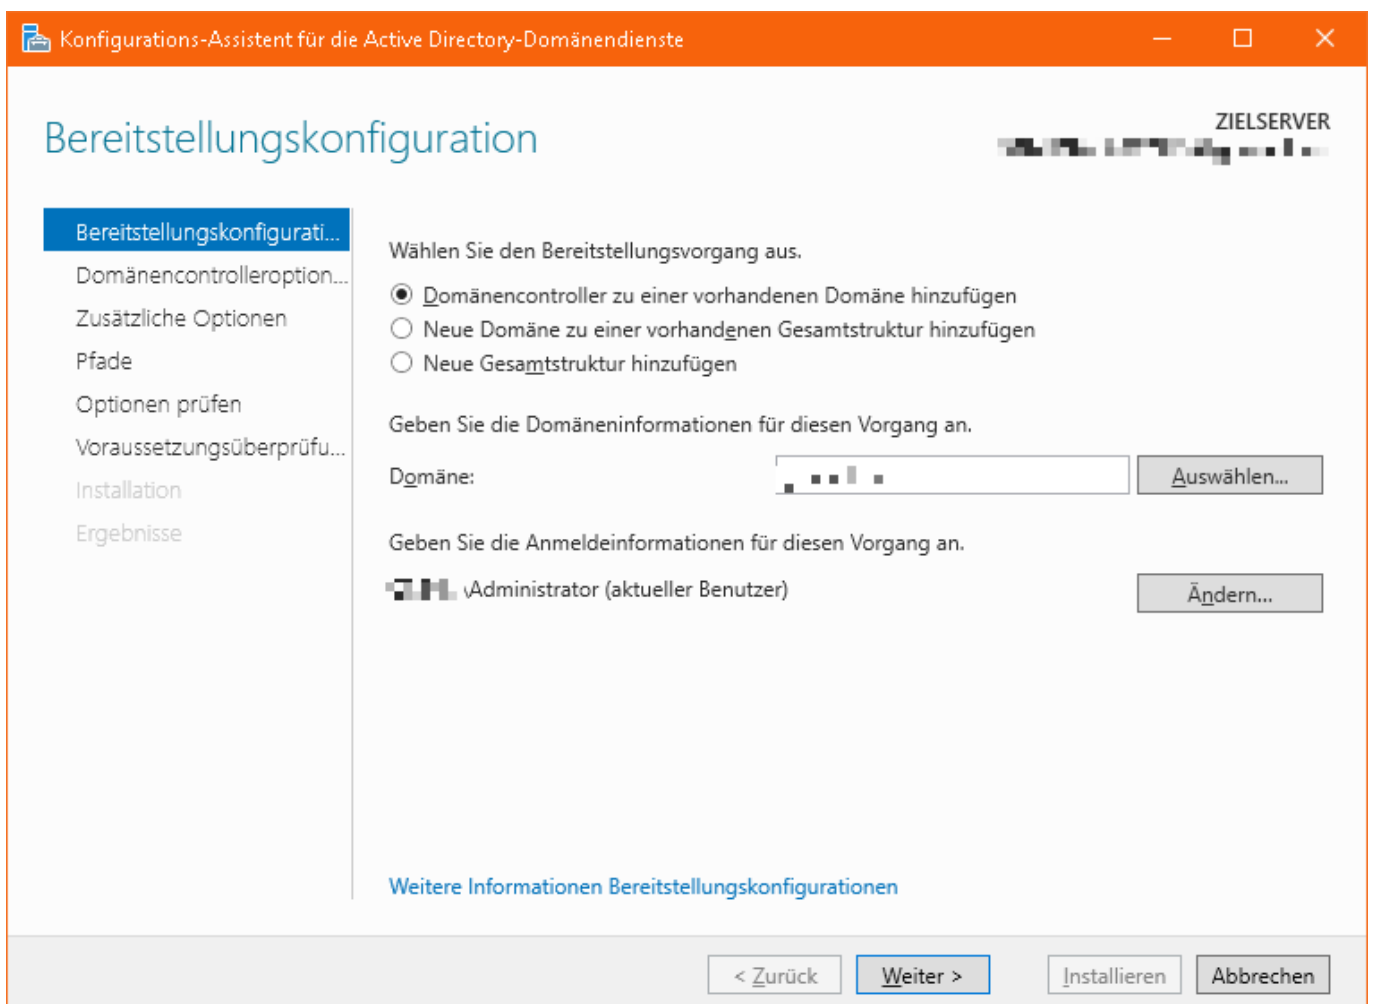 Konfigurations-Assistent für die Active Directory-Domänendienste
Bereitstellungskonfiguration
ZIELSERVER
Bereitstellungskonfigurati...
Domänencontrolleroption...
Zusätzliche Optionen
Pfade
Optionen prüfen
Voraussetzungsüberprüfu...
Installation
Ergebnisse
Wählen Sie den Bereitstellungsvorgang aus.
Domänencontroller zu einer vorhandenen Domäne hinzufügen
Neue Domäne zu einer vorhandenen Gesamtstruktur hinzufügen
Neue Gesamtstruktur hinzufügen
Geben Sie die Domäneninformationen für diesen Vorgang an.
Domäne:
Auswählen...
Geben Sie die Anmeldeinformationen für diesen Vorgang an.
\Administrator (aktueller Benutzer)
Ändern...
Weitere Informationen Bereitstellungskonfigurationen
< Zurück
Weiter >
Installieren
Abbrechen